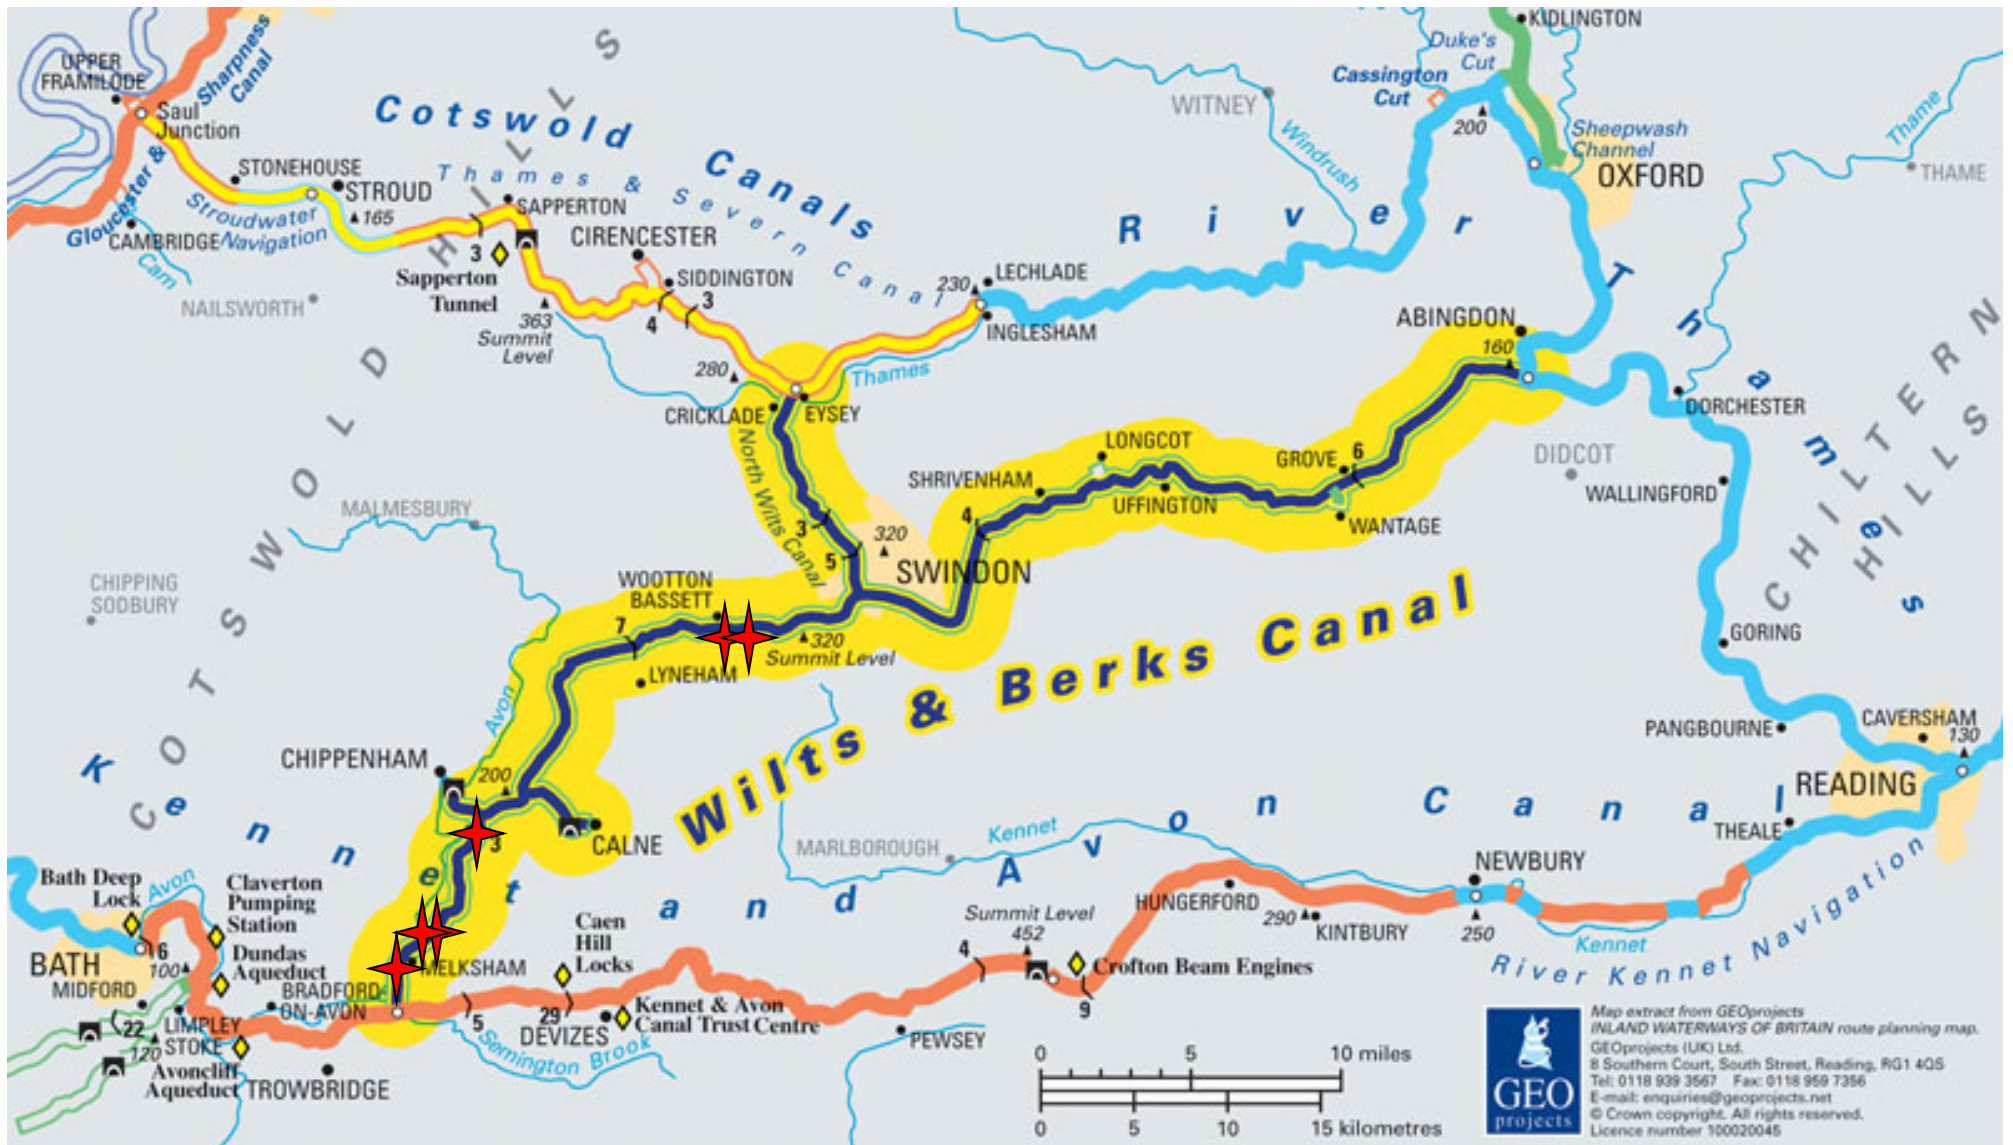 KIDLINGTON
Duke's
Cut
Cassington
Cut
UPPER
FRAMILODE
Sharpness
Canal
Saul
Junction
Gloucester &
WITNEY
Windrush
200
Sheepwash
Channel
OXFORD
Thame
THAME
COTSWOLD HILLS
Cotswold Canals
Thames & Severn Canal
STONEHOUSE
STROUD
165
Stroudwater
Navigation
CAMBRIDGE
Cam
NAILSWORTH
SAPPERTON
3
Sapperton
Tunnel
CIRENCESTER
SIDDINGTON
3
4
363
Summit
Level
230
LECHLADE
INGLESHAM
River Thames
280
Thames
CRICKLADE
EYSEY
North Wilts Canal
ABINGDON
160
DORCHESTER
DIDCOT
WALLINGFORD
CHILTERN
HILLS
LONGCOT
SHRIVENHAM
UFFINGTON
GROVE
6
WANTAGE
4
MALMESBURY
3
5
320
SWINDON
CHIPPING
SODBURY
WOOTTON
BASSETT
7
320
Summit Level
LYNEHAM
Wilts & Berks Canal
GORING
Avon
PANGBOURNE
CAVERSHAM
130
READING
THEALE
CHIPPENHAM
200
3
CALNE
MARLBOROUGH
Kennet
Kennet and Avon Canal
NEWBURY
250
Kennet
River Kennet Navigation
HUNGERFORD
290
KINTBURY
Summit Level
452
4
Crofton Beam Engines
9
Bath Deep
Lock
Avon
Claverton
Pumping
Station
Dundas
Aqueduct
6
BATH
100
MIDFORD
22
120
LIMPLEY
STOKE
Avoncliff
Aqueduct
BRADFORD
ON-AVON
TROWBRIDGE
MELKSHAM
Caen
Hill
Locks
5
29
DEVIZES
Kennet & Avon
Canal Trust Centre
Semington Brook
PEWSEY
0 5 10 miles
0 5 10 15 kilometres
GEO
projects
Map extract from GEOprojects
INLAND WATERWAYS OF BRITAIN route planning map.
GEOprojects (UK) Ltd.
8 Southern Court, South Street, Reading, RG1 4QS
Tel: 0118 939 3567 Fax: 0118 959 7356
E-mail: enquiries@geoprojects.net
© Crown copyright. All rights reserved.
Licence number 100020045